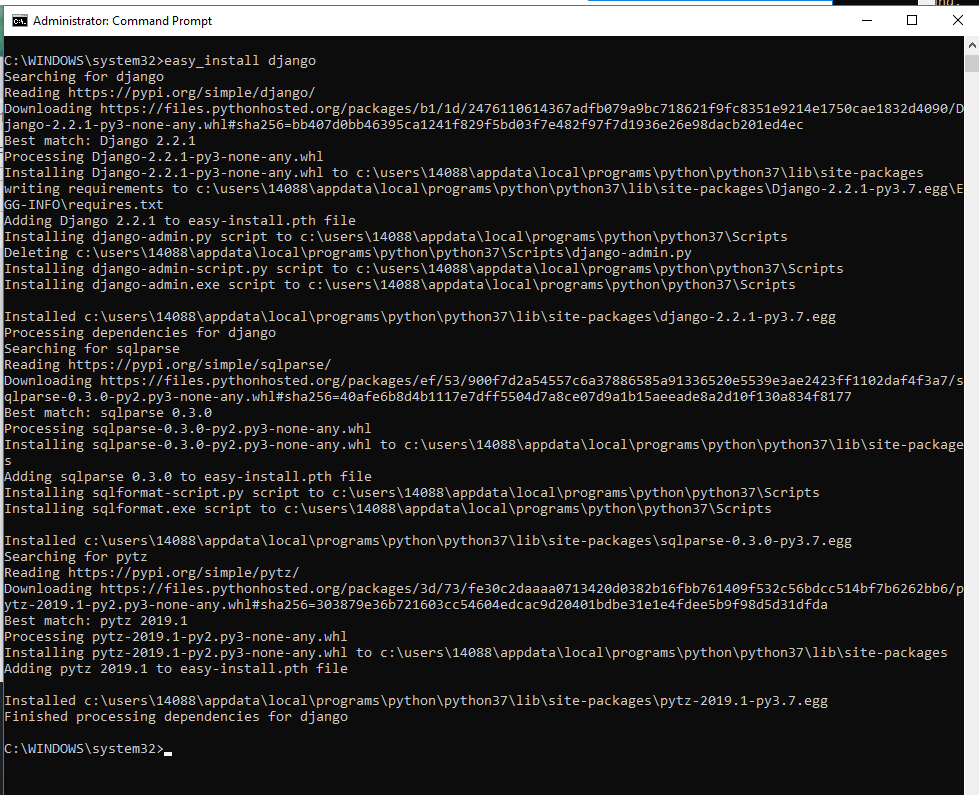 Administrator: Command Prompt
C:\WINDOWS\system32>easy_install django
Searching for django
Reading https://pypi.org/simple/django/
Downloading https://files.pythonhosted.org/packages/b1/1d/2476110614367adfb079a9bc718621f9fc8351e9214e1750cae1832d4090/D
jango-2.2.1-py3-none-any.whl#sha256=bb407d0bb46395ca1241f829f5bd03f7e482f97f7d1936e26e98dacb201ed4ec
Best match: Django 2.2.1
Processing Django-2.2.1-py3-none-any.whl
Installing Django-2.2.1-py3-none-any.whl to c:\users\14088\appdata\local\programs\python\python37\lib\site-packages
writing requirements to c:\users\14088\appdata\local\programs\python\python37\lib\site-packages\Django-2.2.1-py3.7.egg\E
GG-INFO\requires.txt
Adding Django 2.2.1 to easy-install.pth file
Installing django-admin.py script to c:\users\14088\appdata\local\programs\python\python37\Scripts
Deleting c:\users\14088\appdata\local\programs\python\python37\Scripts\django-admin.py
Installing django-admin-script.py script to c:\users\14088\appdata\local\programs\python\python37\Scripts
Installing django-admin.exe script to c:\users\14088\appdata\local\programs\python\python37\Scripts
Installed c:\users\14088\appdata\local\programs\python\python37\lib\site-packages\django-2.2.1-py3.7.egg
Processing dependencies for django
Searching for sqlparse
Reading https://pypi.org/simple/sqlparse/
Downloading https://files.pythonhosted.org/packages/ef/53/900f7d2a54557c6a37886585a91336520e5539e3ae2423ff1102daf4f3a7/s
qlparse-0.3.0-py2.py3-none-any.whl#sha256=40afe6b8d4b1117e7dff5504d7a8ce07d9a1b15aeeade8a2d10f130a834f8177
Best match: sqlparse 0.3.0
Processing sqlparse-0.3.0-py2.py3-none-any.whl
Installing sqlparse-0.3.0-py2.py3-none-any.whl to c:\users\14088\appdata\local\programs\python\python37\lib\site-package
s
Adding sqlparse 0.3.0 to easy-install.pth file
Installing sqlformat-script.py script to c:\users\14088\appdata\local\programs\python\python37\Scripts
Installing sqlformat.exe script to c:\users\14088\appdata\local\programs\python\python37\Scripts
Installed c:\users\14088\appdata\local\programs\python\python37\lib\site-packages\sqlparse-0.3.0-py3.7.egg
Searching for pytz
Reading https://pypi.org/simple/pytz/
Downloading https://files.pythonhosted.org/packages/3d/73/fe30c2daaaa0713420d0382b16fbb761409f532c56bdcc514bf7b6262bb6/p
ytz-2019.1-py2.py3-none-any.whl#sha256=303879e36b721603cc54604edcac9d20401bdbe31e1e4fdee5b9f98d5d31dfda
Best match: pytz 2019.1
Processing pytz-2019.1-py2.py3-none-any.whl
Installing pytz-2019.1-py2.py3-none-any.whl to c:\users\14088\appdata\local\programs\python\python37\lib\site-packages
Adding pytz 2019.1 to easy-install.pth file
Installed c:\users\14088\appdata\local\programs\python\python37\lib\site-packages\pytz-2019.1-py3.7.egg
Finished processing dependencies for django
C:\WINDOWS\system32>